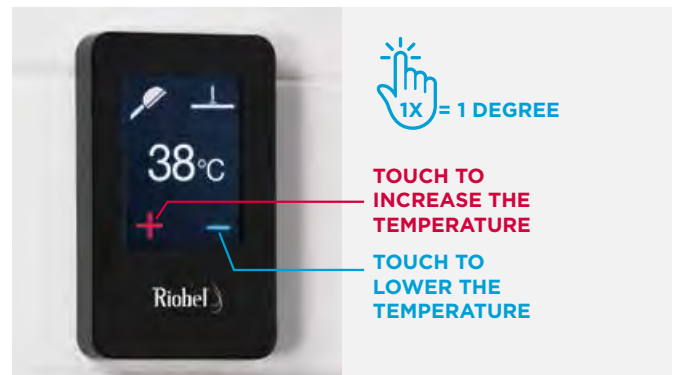 38°C
+
−
Riobel
1X = 1 DEGREE
TOUCH TO
INCREASE THE
TEMPERATURE
TOUCH TO
LOWER THE
TEMPERATURE